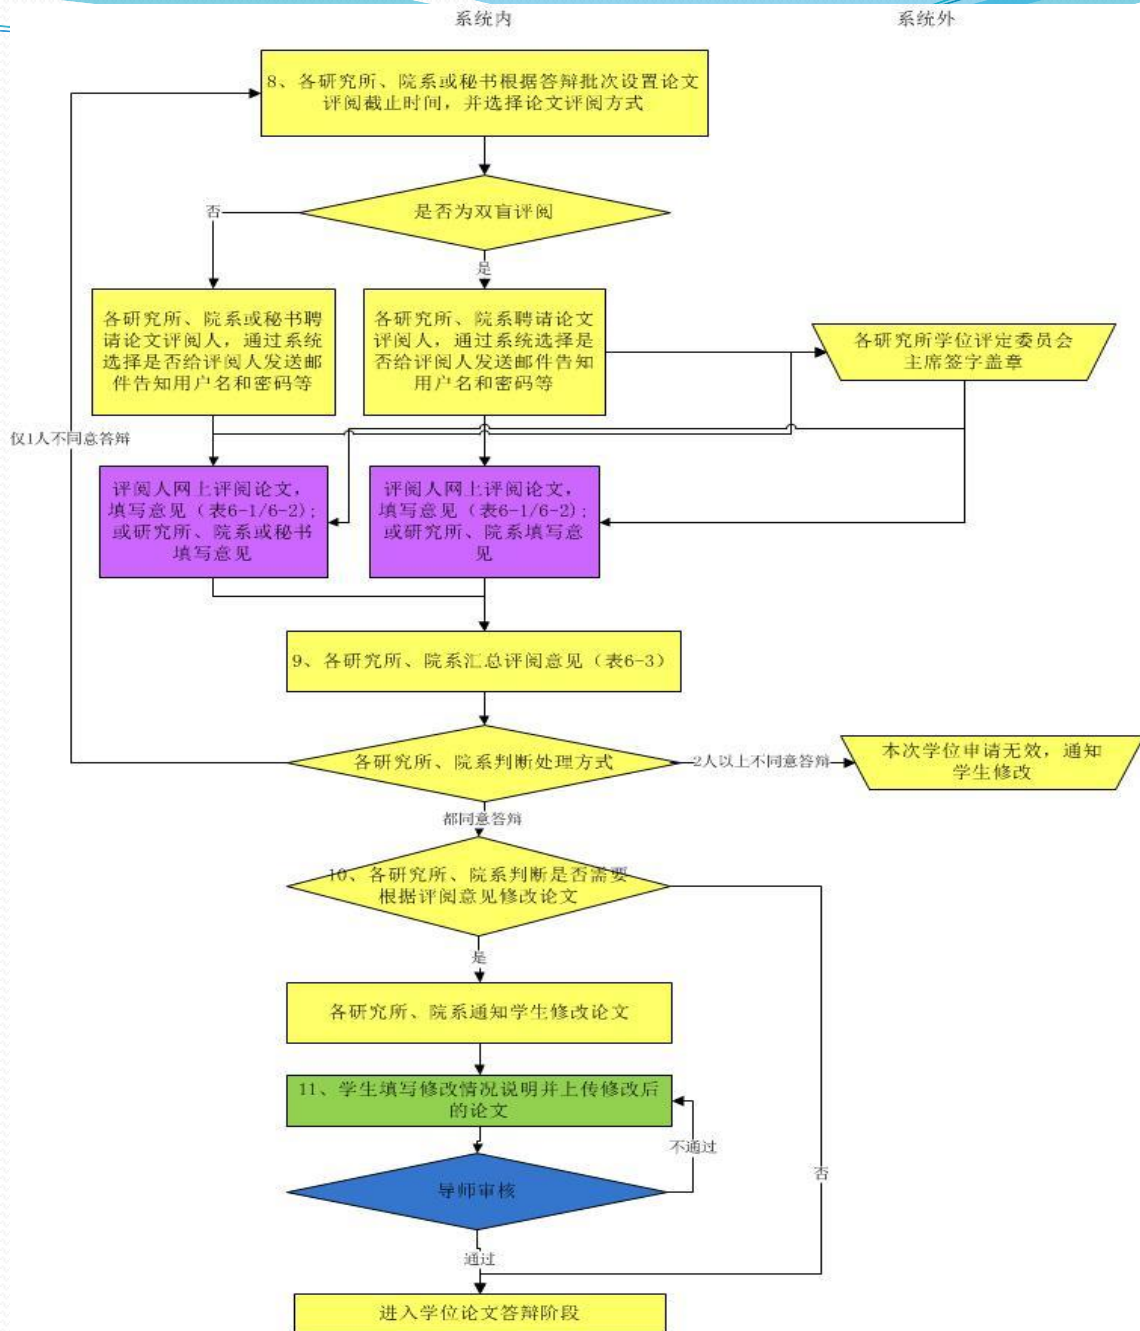 系统内
系统外
8、各研究所、院系或秘书根据答辩批次设置论文
评阅截止时间，并选择论文评阅方式
是否为双盲评阅
否
是
各研究所、院系或秘书聘
请论文评阅人，通过系统
选择是否给评阅人发送邮
件告知用户名和密码等
各研究所、院系聘请论文
评阅人，通过系统选择是
否给评阅人发送邮件告知
用户名和密码等
各研究所学位评定委员会
主席签字盖章
仅1人不同意答辩
评阅人网上评阅论文，
填写意见（表6-1/6-2）；
或研究所、院系或秘书
填写意见
评阅人网上评阅论文，
填写意见（表6-1/6-2）；
或研究所、院系填写意
见
9、各研究所、院系汇总评阅意见（表6-3）
各研究所、院系判断处理方式
2人以上不同意答辩
本次学位申请无效，通知
学生修改
都同意答辩
10、各研究所、院系判断是否需要
根据评阅意见修改论文
是
各研究所、院系通知学生修改论文
11、学生填写修改情况说明并上传修改后
的论文
不通过
导师审核
否
通过
进入学位论文答辩阶段